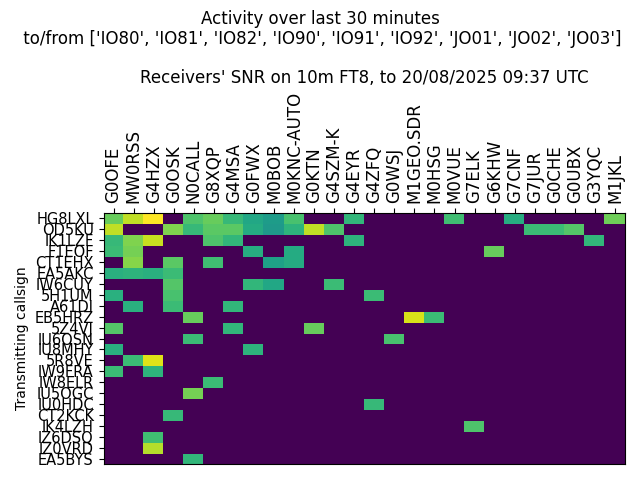 Activity over last 30 minutes
to/from ['IO80', 'IO81', 'IO82', 'IO90', 'IO91', 'IO92', 'JO01', 'JO02', 'JO03']
Receivers' SNR on 10m FT8, to 20/08/2025 09:37 UTC
G0OFE
MW0RSS
G4HZX
G0OSK
N0CALL
G8XQP
G4MSA
G0FWX
M0BOB
M0KNC-AUTO
G0KTN
G4SZM-K
G4EYR
G4ZFQ
G0WSJ
M1GEO.SDR
M0HSG
M0VUE
G7ELK
G6KHW
G7CNF
G7JUR
G0CHE
G0UBX
G3YQC
M1JKL
Transmitting callsign
HG8LXL
OD5KU
IK1LZF
CT1EHX
EA5AKC
IW6CUY
5H1UM
A61DJ
EB5HRZ
5Z4VJ
IU6OSN
IU8MHY
5R8VE
IW9ERA
IW8ELR
IU5OGC
IU0HDC
CT2KCK
IK4LZH
IZ6DSQ
IZ0VRD
EA5BYS